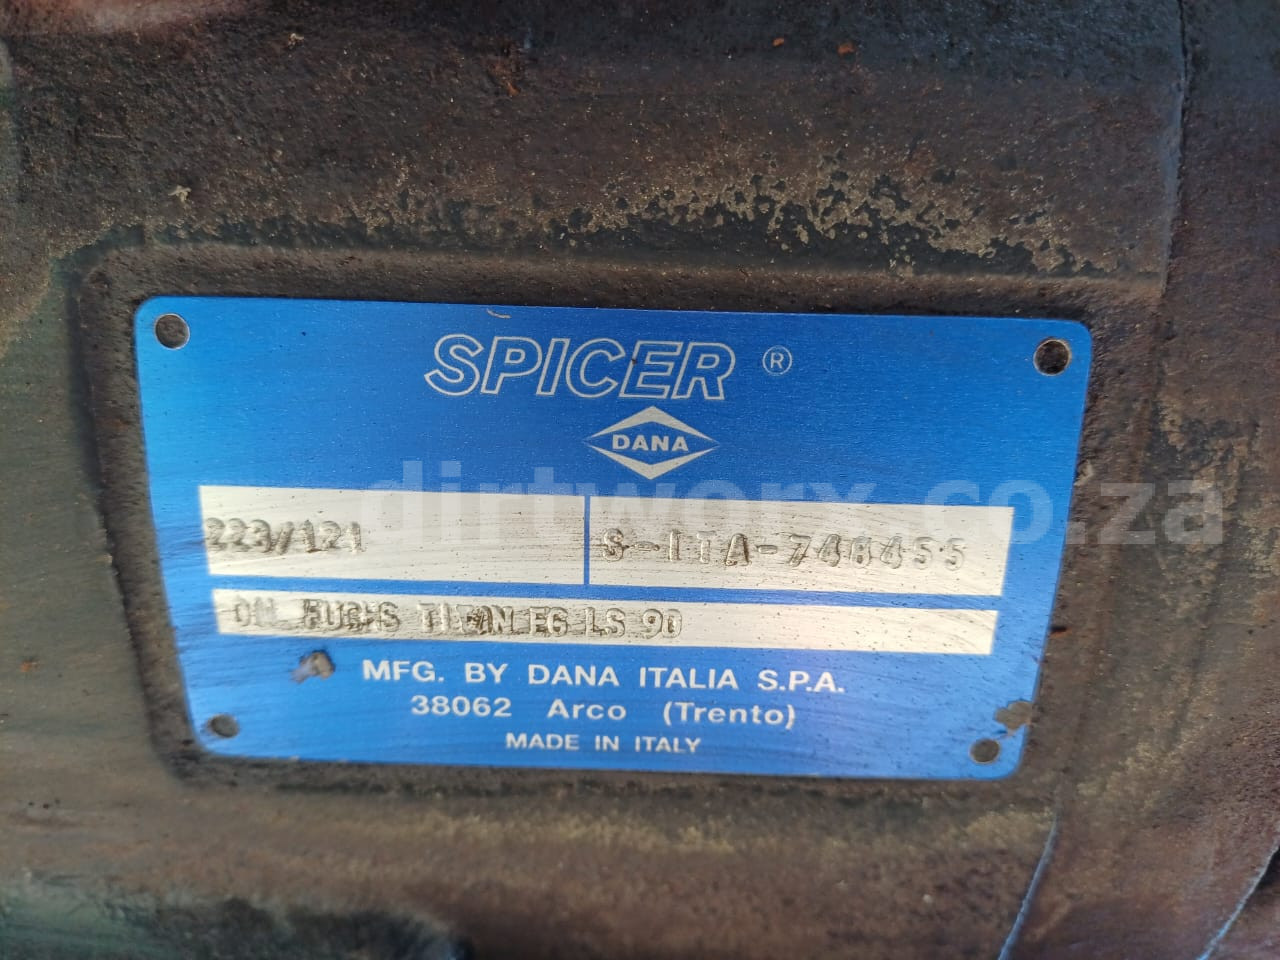 SPICER ®
DANA
dirtworx.co.za
223/121 S-ITA-748455
OIL FUCHS TITAN EG LS 90
MFG. BY DANA ITALIA S.P.A.
38062 Arco (Trento)
MADE IN ITALY